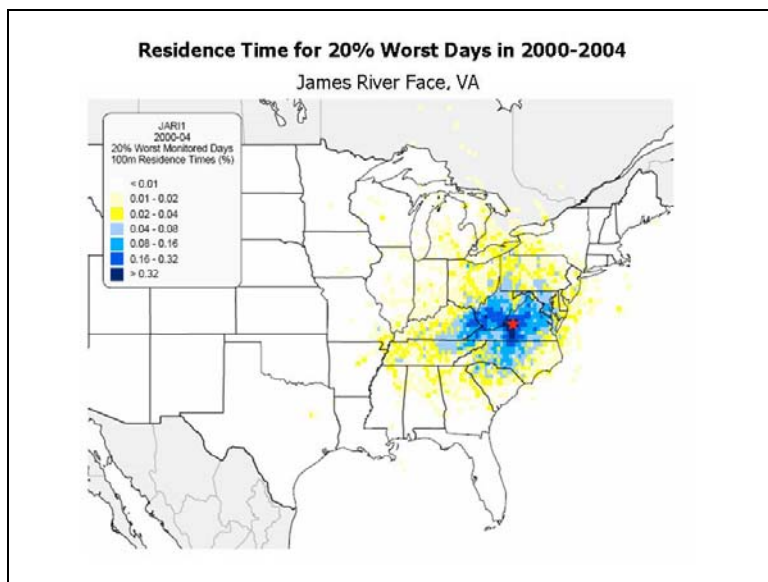 Residence Time for 20% Worst Days in 2000-2004
James River Face, VA
JARI1
2000-04
20% Worst Monitored Days
100m Residence Times (%)
< 0.01
0.01 - 0.02
0.02 - 0.04
0.04 - 0.08
0.08 - 0.16
0.16 - 0.32
> 0.32